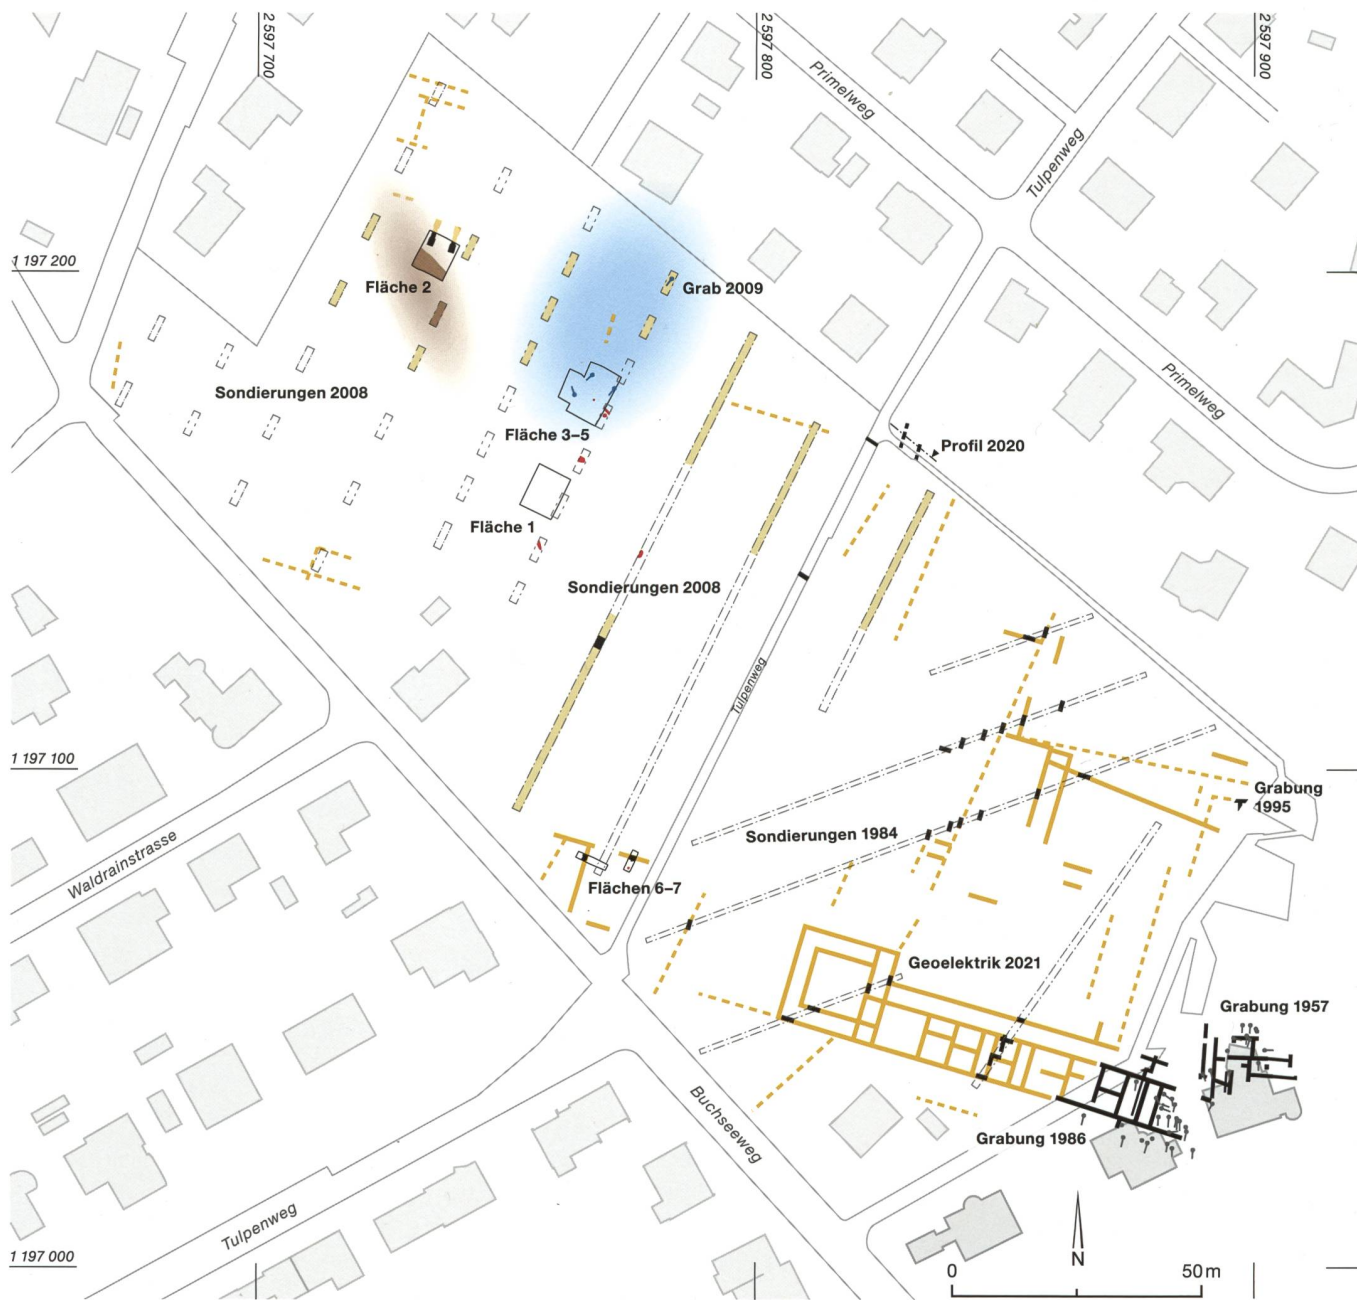 2 597 700
2 597 800
2 597 900
Primelweg
Tulpenweg
1 197 200
Fläche 2
Grab 2009
Primelweg
Sondierungen 2008
Fläche 3–5
Profil 2020
Fläche 1
Sondierungen 2008
Tulpenweg
1 197 100
Grabung
1995
Sondierungen 1984
Waldrainstrasse
Flächen 6–7
Geoelektrik 2021
Grabung 1957
Buchseeweg
Grabung 1986
Tulpenweg
1 197 000
N
0
50 m